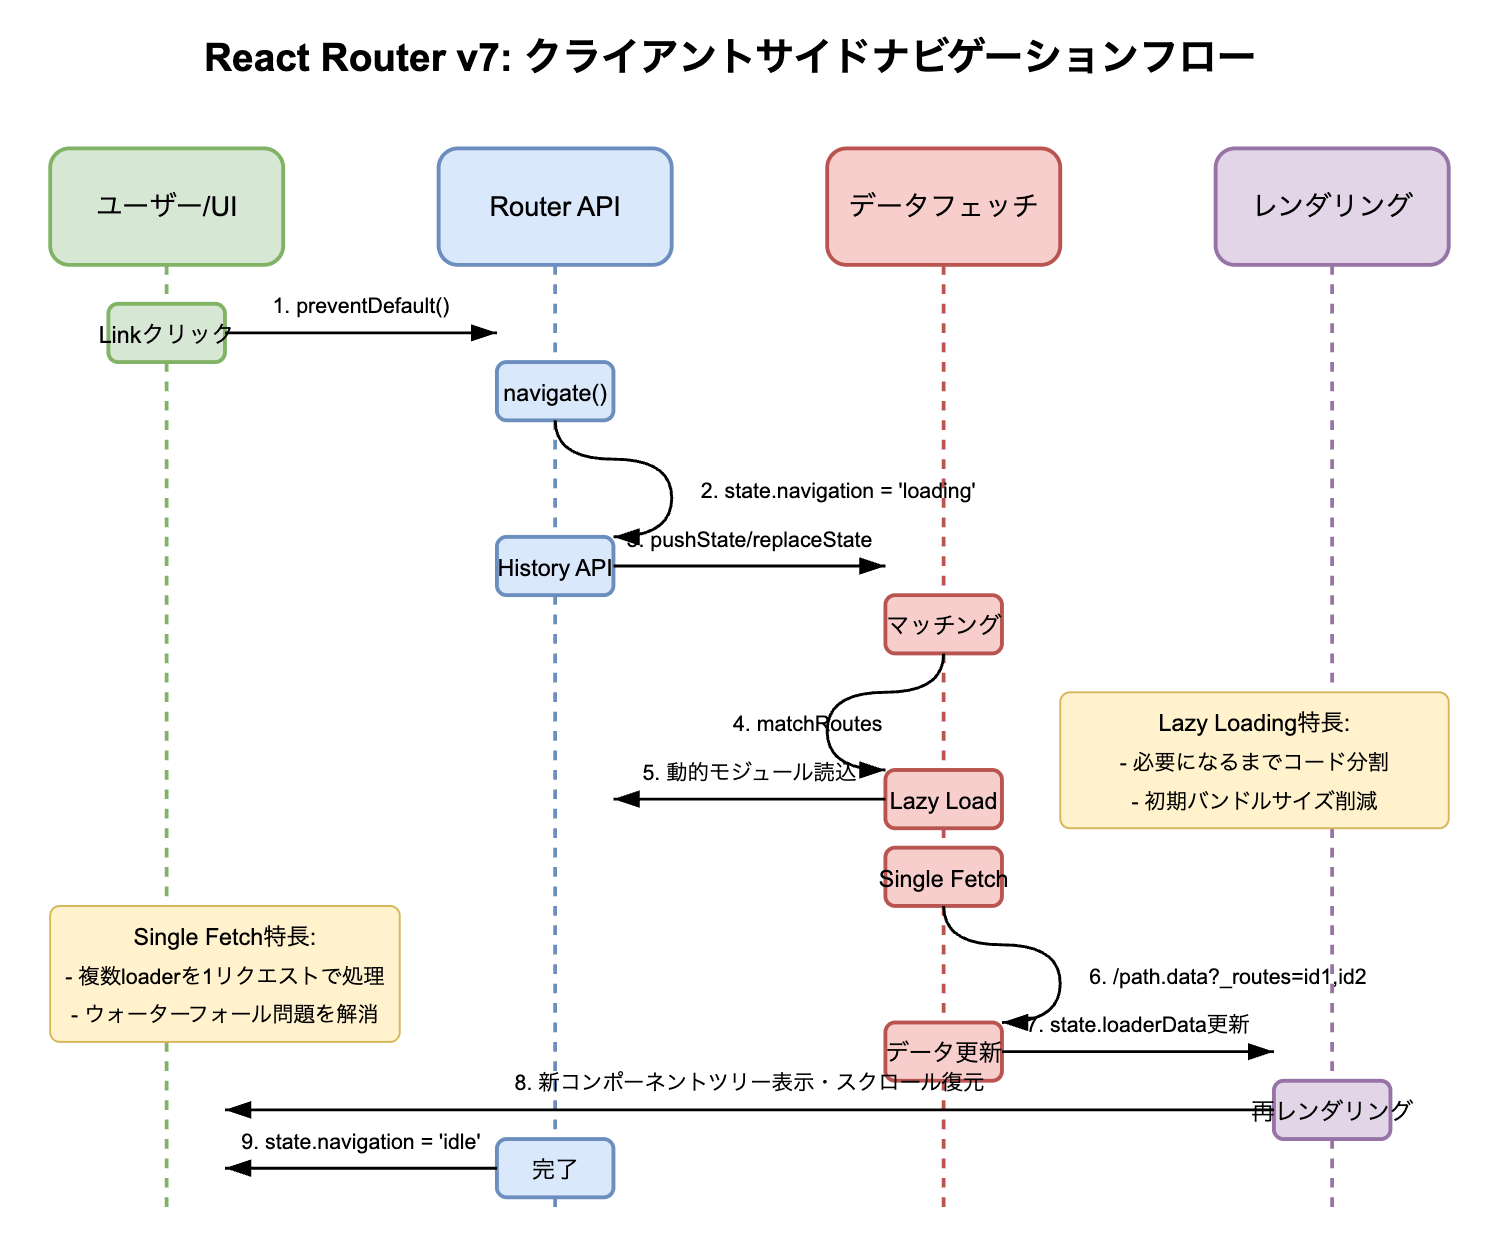 React Router v7: クライアントサイドナビゲーションフロー
ユーザー/UI
Router API
データフェッチ
レンダリング
Linkクリック
1. preventDefault()
navigate()
2. state.navigation = 'loading'
3. pushState/replaceState
History API
マッチング
4. matchRoutes
5. 動的モジュール読込
Lazy Load
Lazy Loading特長:
- 必要になるまでコード分割
- 初期バンドルサイズ削減
Single Fetch
Single Fetch特長:
- 複数loaderを1リクエストで処理
- ウォーターフォール問題を解消
6. /path.data?_routes=id1,id2
7. state.loaderData更新
データ更新
8. 新コンポーネントツリー表示・スクロール復元
再レンダリング
9. state.navigation = 'idle'
完了